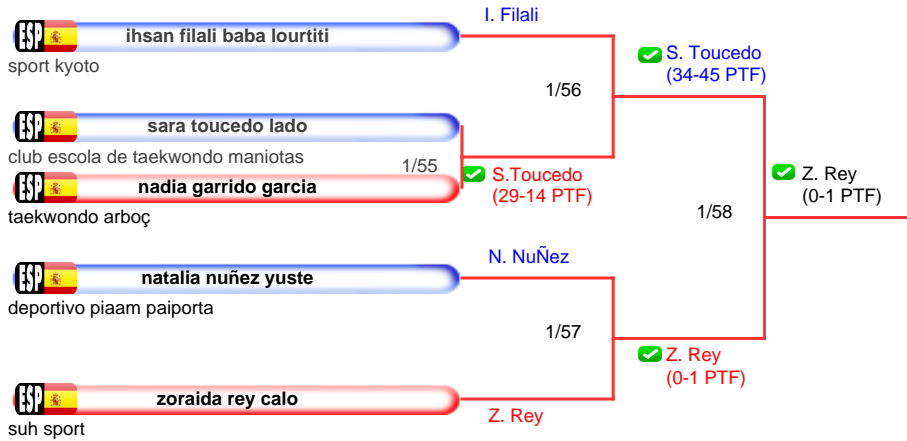 I. Filali
ESP ihsan filali baba lourtiti
sport kyoto
S. Toucedo
(34-45 PTF)
1/56
ESP sara toucedo lado
club escola de taekwondo maniotas
1/55
S.Toucedo
(29-14 PTF)
ESP nadia garrido garcia
taekwondo arboç
Z. Rey
(0-1 PTF)
1/58
N. NuÑez
ESP natalia nuñez yuste
deportivo piaam paiporta
1/57
Z. Rey
(0-1 PTF)
ESP zoraida rey calo
Z. Rey
suh sport